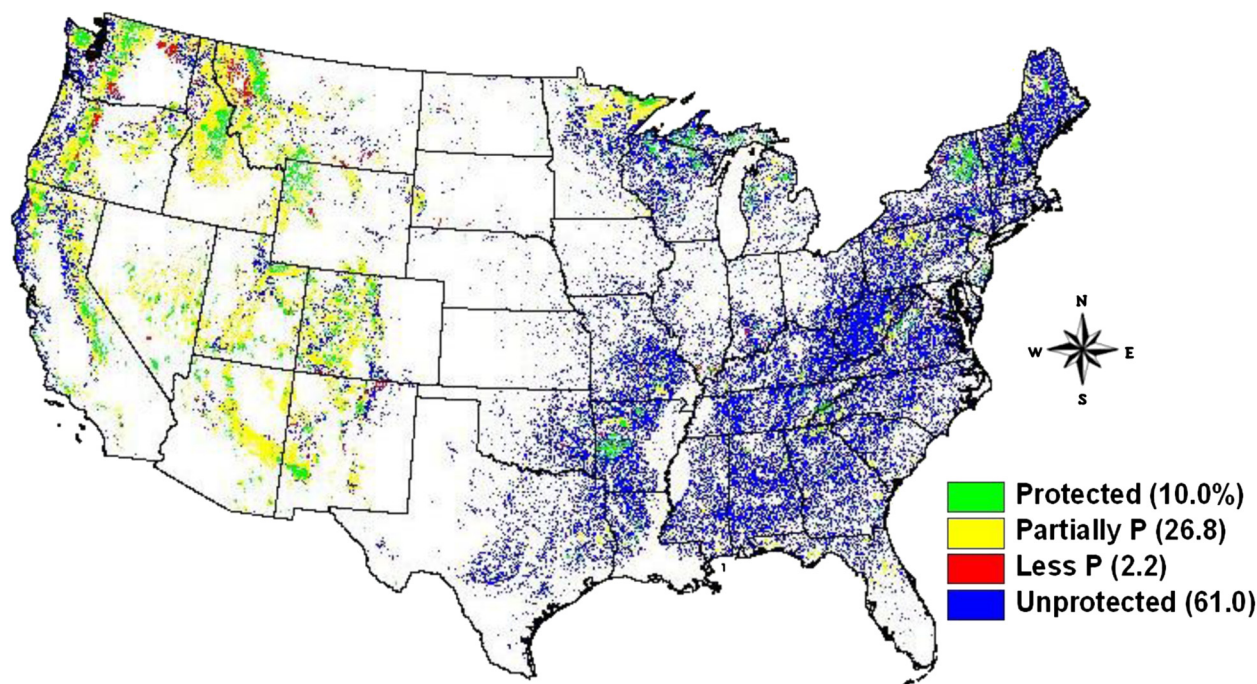 N
W E
S
Protected (10.0%)
Partially P (26.8)
Less P (2.2)
Unprotected (61.0)